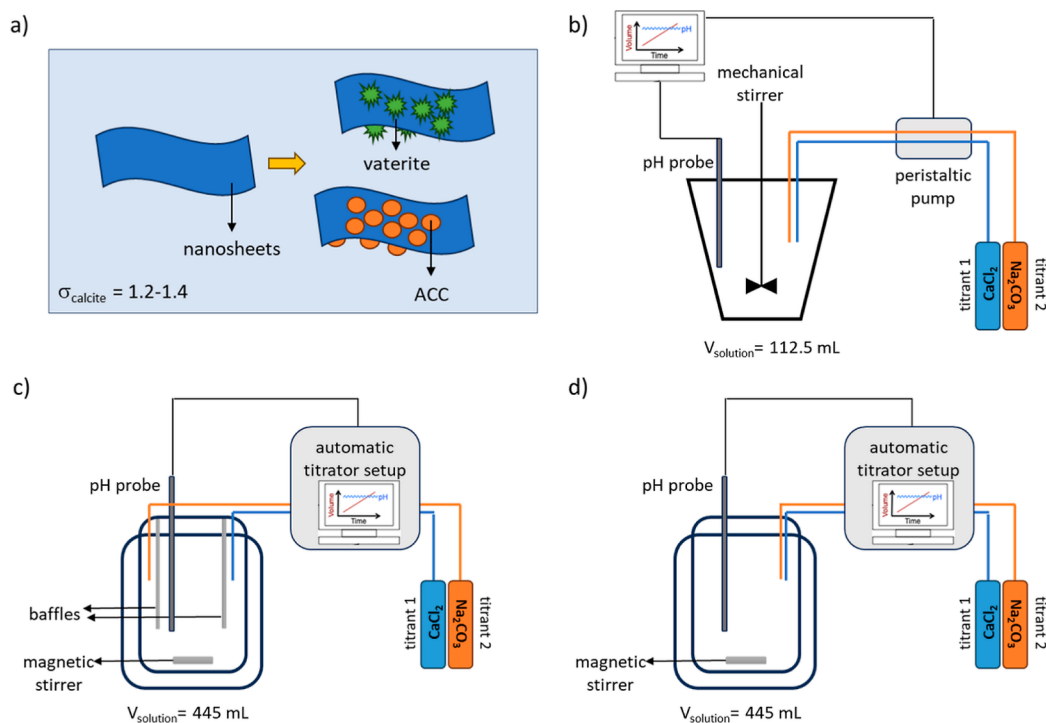 a)
vaterite
nanosheets
ACC
σcalcite = 1.2-1.4
b)
Volume
pH
Time
mechanical
stirrer
pH probe
peristaltic
pump
titrant 1
CaCl₂
Na₂CO₃
titrant 2
Vsolution= 112.5 mL
c)
automatic
titrator setup
pH probe
Volume
pH
Time
baffles
titrant 1
CaCl₂
Na₂CO₃
titrant 2
magnetic
stirrer
Vsolution= 445 mL
d)
automatic
titrator setup
pH probe
Volume
pH
Time
titrant 1
CaCl₂
Na₂CO₃
titrant 2
magnetic
stirrer
Vsolution= 445 mL